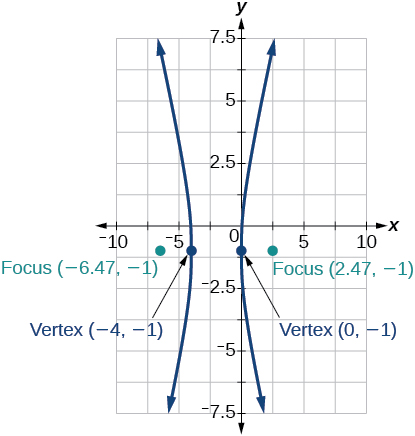 y
7.5
5
2.5
−10 −5 0 5 10 x
Focus (−6.47, −1) Focus (2.47, −1)
−2.5
Vertex (−4, −1) Vertex (0, −1)
−5
−7.5